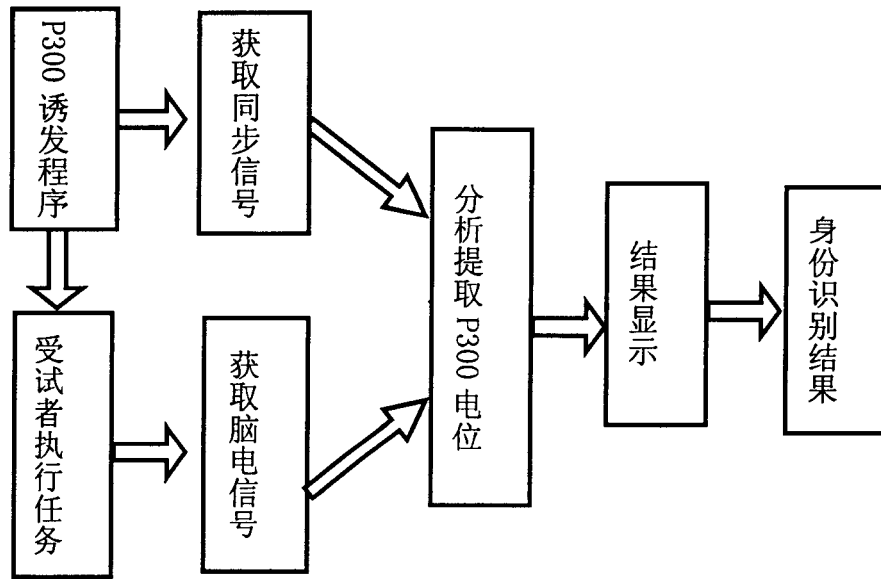 P300 诱发程序
获取同步信号
受试者执行任务
获取脑电信号
分析提取 P300 电位
结果显示
身份识别结果